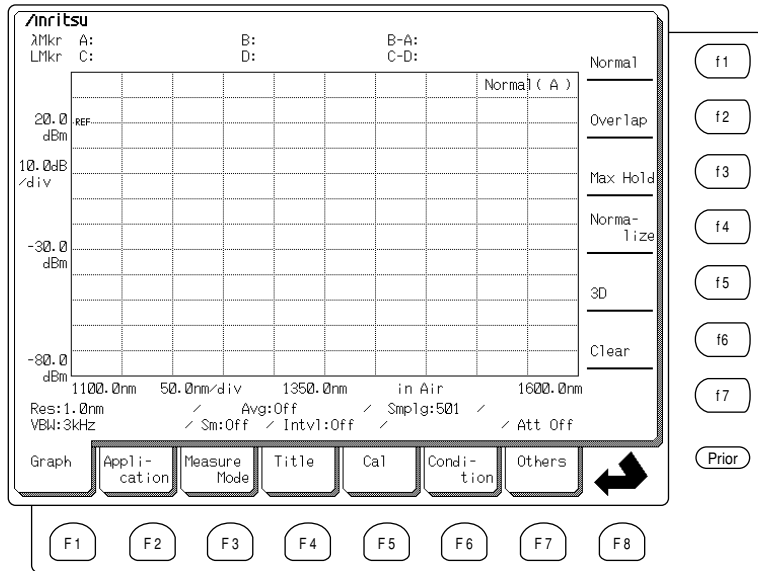 Anritsu
λMkr A: B: B-A:
LMkr C: D: C-D:
Normal
f1
Normal( A )
20.0 REF
dBm
Overlap
f2
10.0dB
/div
Max Hold
f3
Norma-
lize
f4
-30.0
dBm
3D
f5
Clear
f6
-80.0
dBm
1100.0nm 50.0nm/div 1350.0nm in Air 1600.0nm
f7
Res:1.0nm / Avg:Off / Smplg:501 /
VBW:3kHz / Sm:Off / Intvl:Off / / Att Off
Graph
Appli-
cation
Measure
Mode
Title
Cal
Condi-
tion
Others
Prior
F1 F2 F3 F4 F5 F6 F7 F8